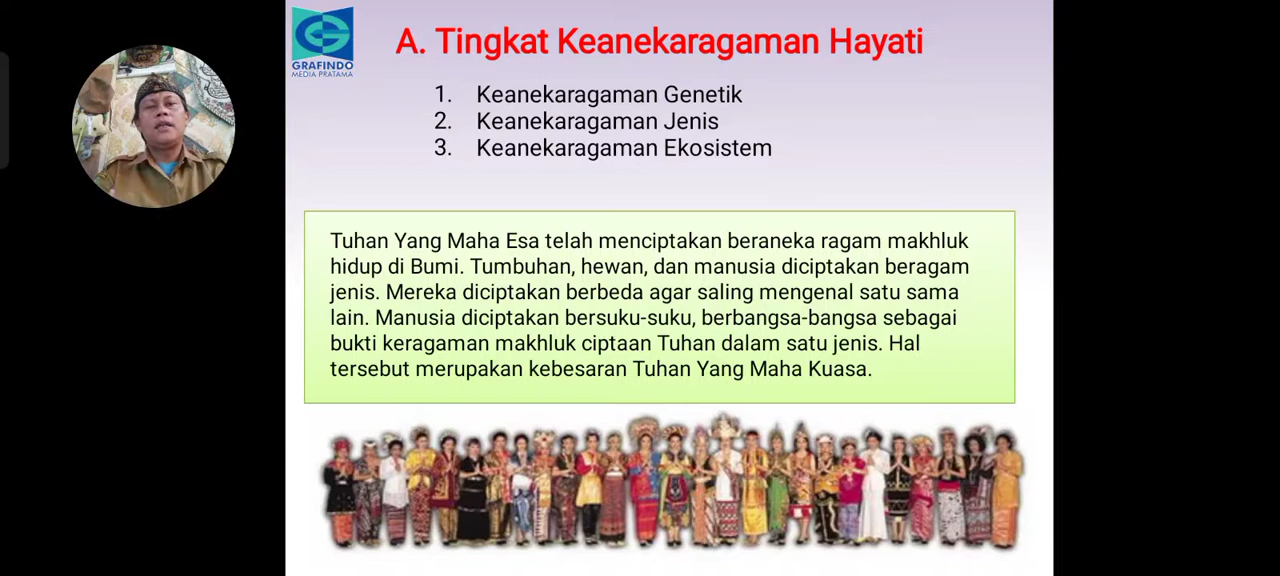 GRAFINDO
MEDIA PRATAMA
A. Tingkat Keanekaragaman Hayati
1. Keanekaragaman Genetik
2. Keanekaragaman Jenis
3. Keanekaragaman Ekosistem
Tuhan Yang Maha Esa telah menciptakan beraneka ragam makhluk
hidup di Bumi. Tumbuhan, hewan, dan manusia diciptakan beragam
jenis. Mereka diciptakan berbeda agar saling mengenal satu sama
lain. Manusia diciptakan bersuku-suku, berbangsa-bangsa sebagai
bukti keragaman makhluk ciptaan Tuhan dalam satu jenis. Hal
tersebut merupakan kebesaran Tuhan Yang Maha Kuasa.